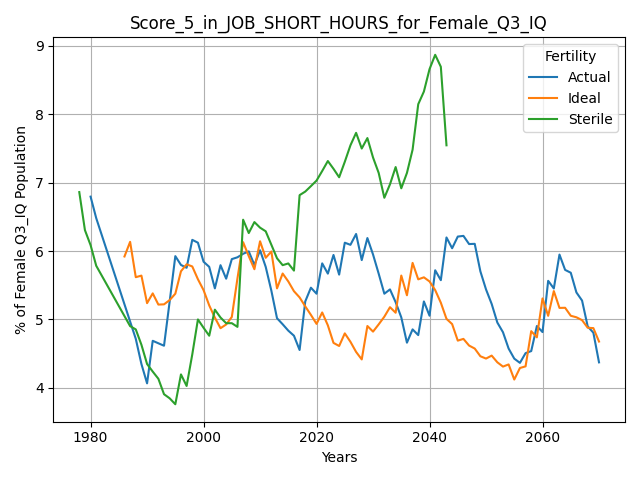 Score_5_in_JOB_SHORT_HOURS_for_Female_Q3_IQ
% of Female Q3_IQ Population
9
8
7
6
5
4
Fertility
Actual
Ideal
Sterile
1980
2000
2020
2040
2060
Years